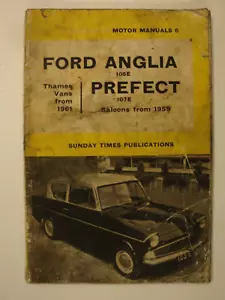 MOTOR MANUALS 6
FORD ANGLIA
105E
Thames
Vans
from
1961
PREFECT
107E
Saloons from 1959
SUNDAY TIMES PUBLICATIONS